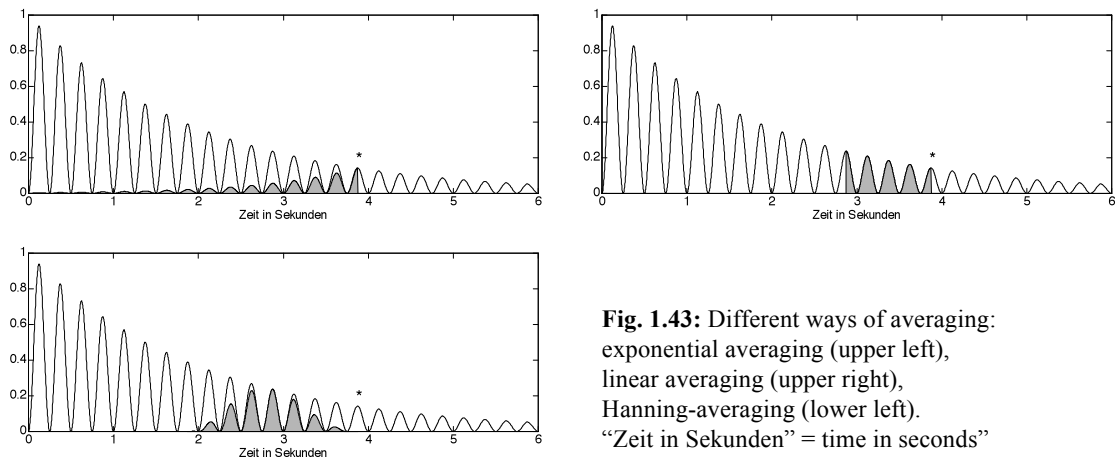 1
0.8
0.6
0.4
0.2
0
*
0 1 2 3 4 5 6
Zeit in Sekunden
1
0.8
0.6
0.4
0.2
0
*
0 1 2 3 4 5 6
Zeit in Sekunden
1
0.8
0.6
0.4
0.2
0
*
0 1 2 3 4 5 6
Zeit in Sekunden
Fig. 1.43: Different ways of averaging:
exponential averaging (upper left),
linear averaging (upper right),
Hanning-averaging (lower left).
“Zeit in Sekunden” = time in seconds”